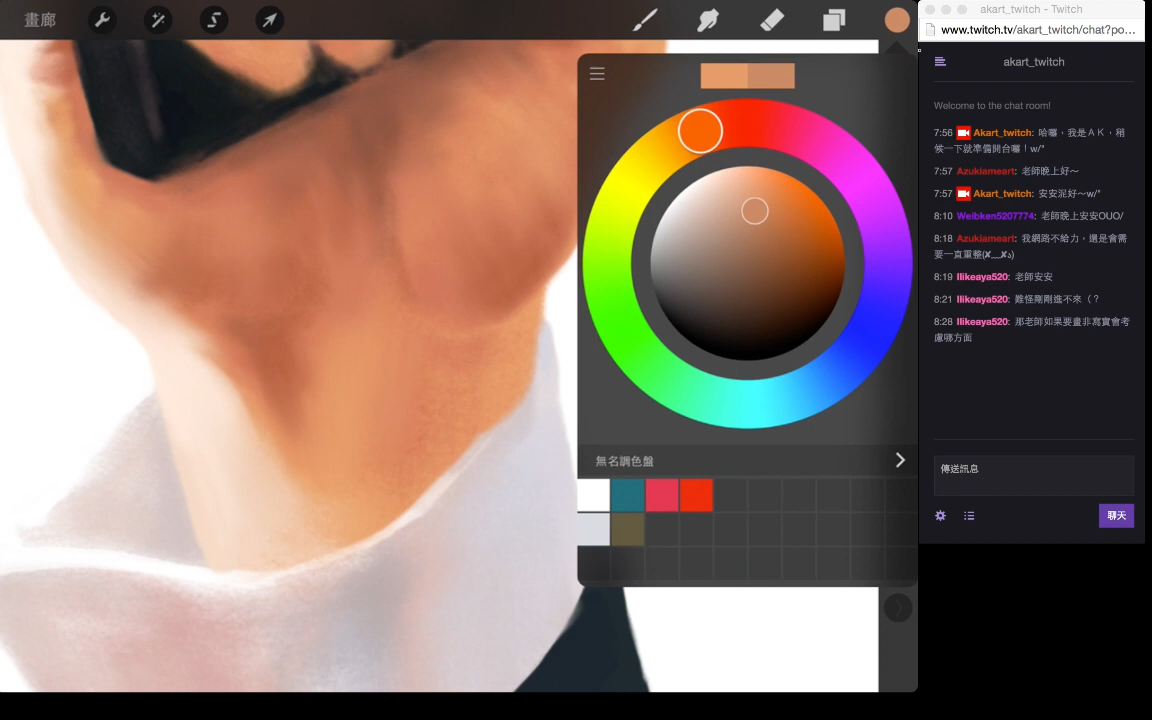 畫廊
無名調色盤
akart_twitch - Twitch
www.twitch.tv/akart_twitch/chat?po…
akart_twitch
Welcome to the chat room!
7:56 Akart_twitch: 哈囉，我是ＡＫ，稍
候一下就準備開台囉！w/"
7:57 Azukiameart: 老師晚上好～
7:57 Akart_twitch: 安安泥好～w/"
8:10 Weibken5207774: 老師晚上安安OUO/
8:18 Azukiameart: 我網路不給力，還是會需
要一直重整(✘﹏✘ა)
8:19 Ilikeaya520: 老師安安
8:21 Ilikeaya520: 難怪剛剛進不來（？
8:28 Ilikeaya520: 那老師如果要畫非寫實會考
慮哪方面
傳送訊息
聊天